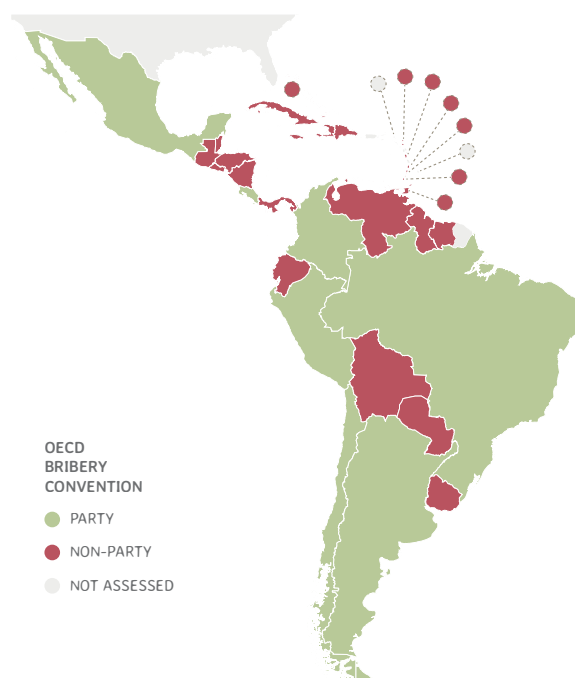 OECD
BRIBERY
CONVENTION
PARTY
NON-PARTY
NOT ASSESSED